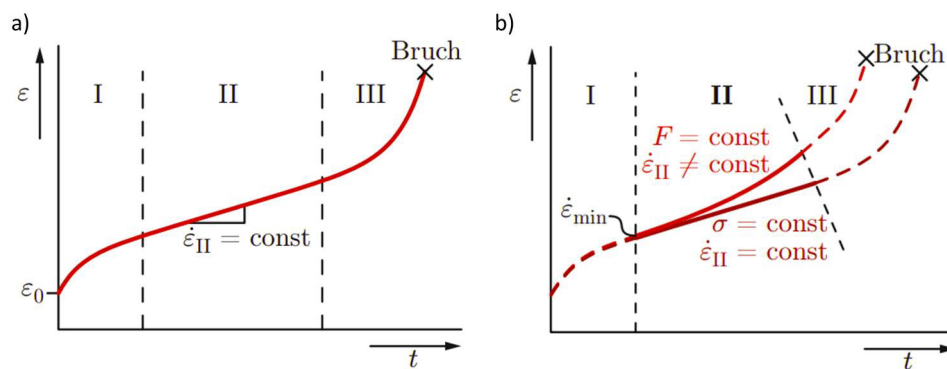 a)
Bruch
ε
I
II
III
ε̇_II = const
ε_0
t
b)
Bruch
ε
I
II
III
F = const
ε̇_II ≠ const
ε̇_min
σ = const
ε̇_II = const
t